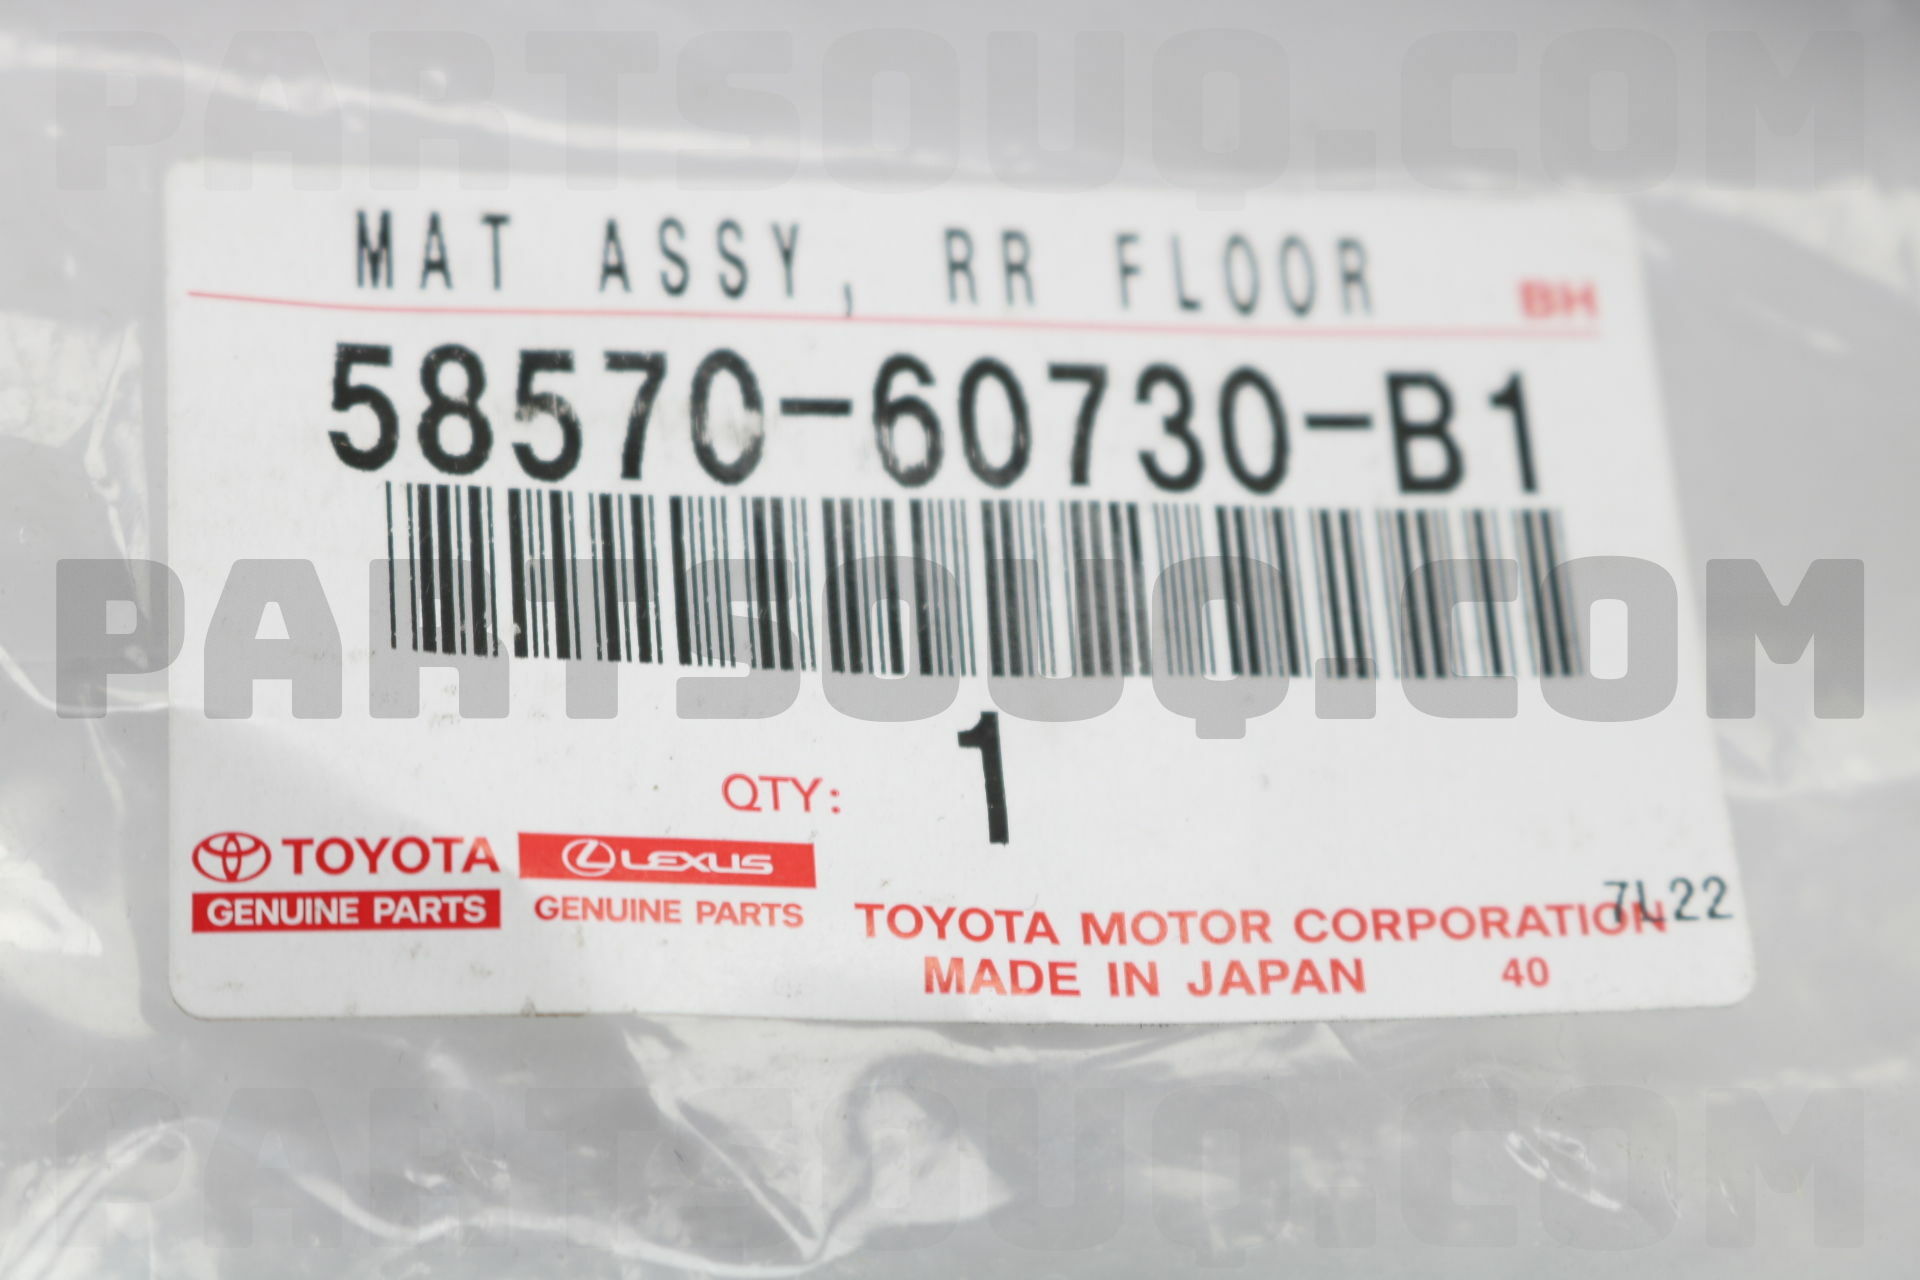 PARTSOUQ.COM
MAT ASSY, RR FLOOR
BH
58570-60730-B1
PARTSOUQ.COM
QTY: 1
TOYOTA
GENUINE PARTS
LEXUS
GENUINE PARTS
7L22
TOYOTA MOTOR CORPORATION
MADE IN JAPAN 40
PARTSOUQ.COM